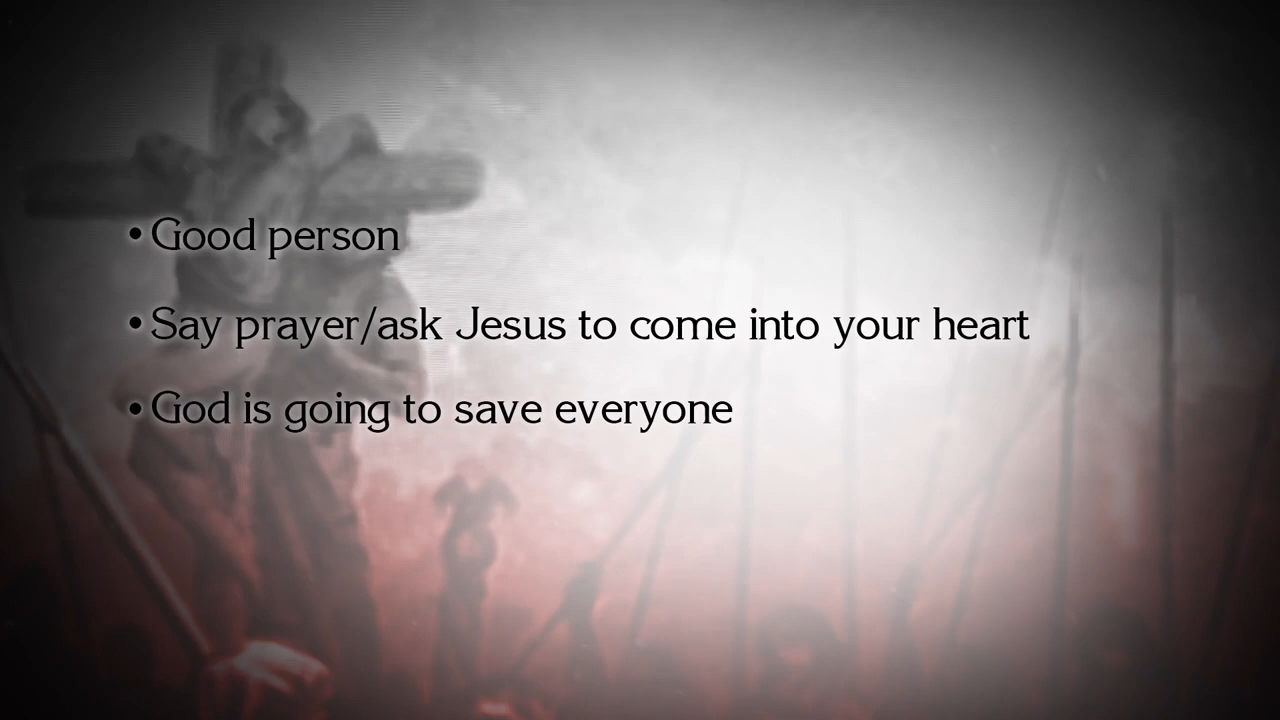 • Good person
• Say prayer/ask Jesus to come into your heart
• God is going to save everyone